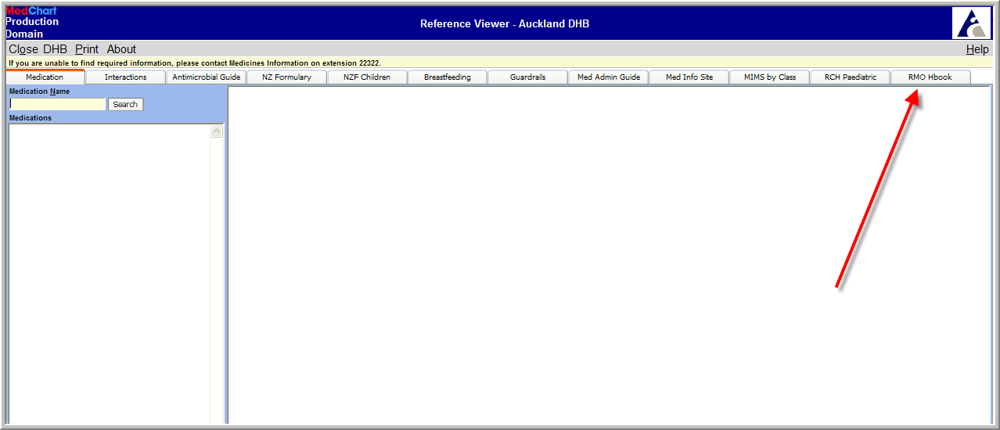 MedChart
Production
Domain
Reference Viewer - Auckland DHB
Close DHB Print About Help
If you are unable to find required information, please contact Medicines Information on extension 22322.
Medication Interactions Antimicrobial Guide NZ Formulary NZF Children Breastfeeding Guardrails Med Admin Guide Med Info Site MIMS by Class RCH Paediatric RMO Hbook
Medication Name
Search
Medications